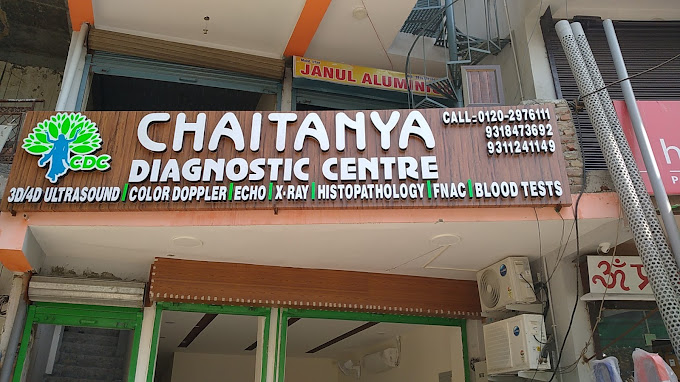 JANUL ALUMINI
CDC
CHAITANYA
DIAGNOSTIC CENTRE
CALL:-0120-2976111
9318473692
9311241149
3D/4D ULTRASOUND|COLOR DOPPLER|ECHO|X-RAY|HISTOPATHOLOGY|FNAC|BLOOD TESTS
h
P
ॐ